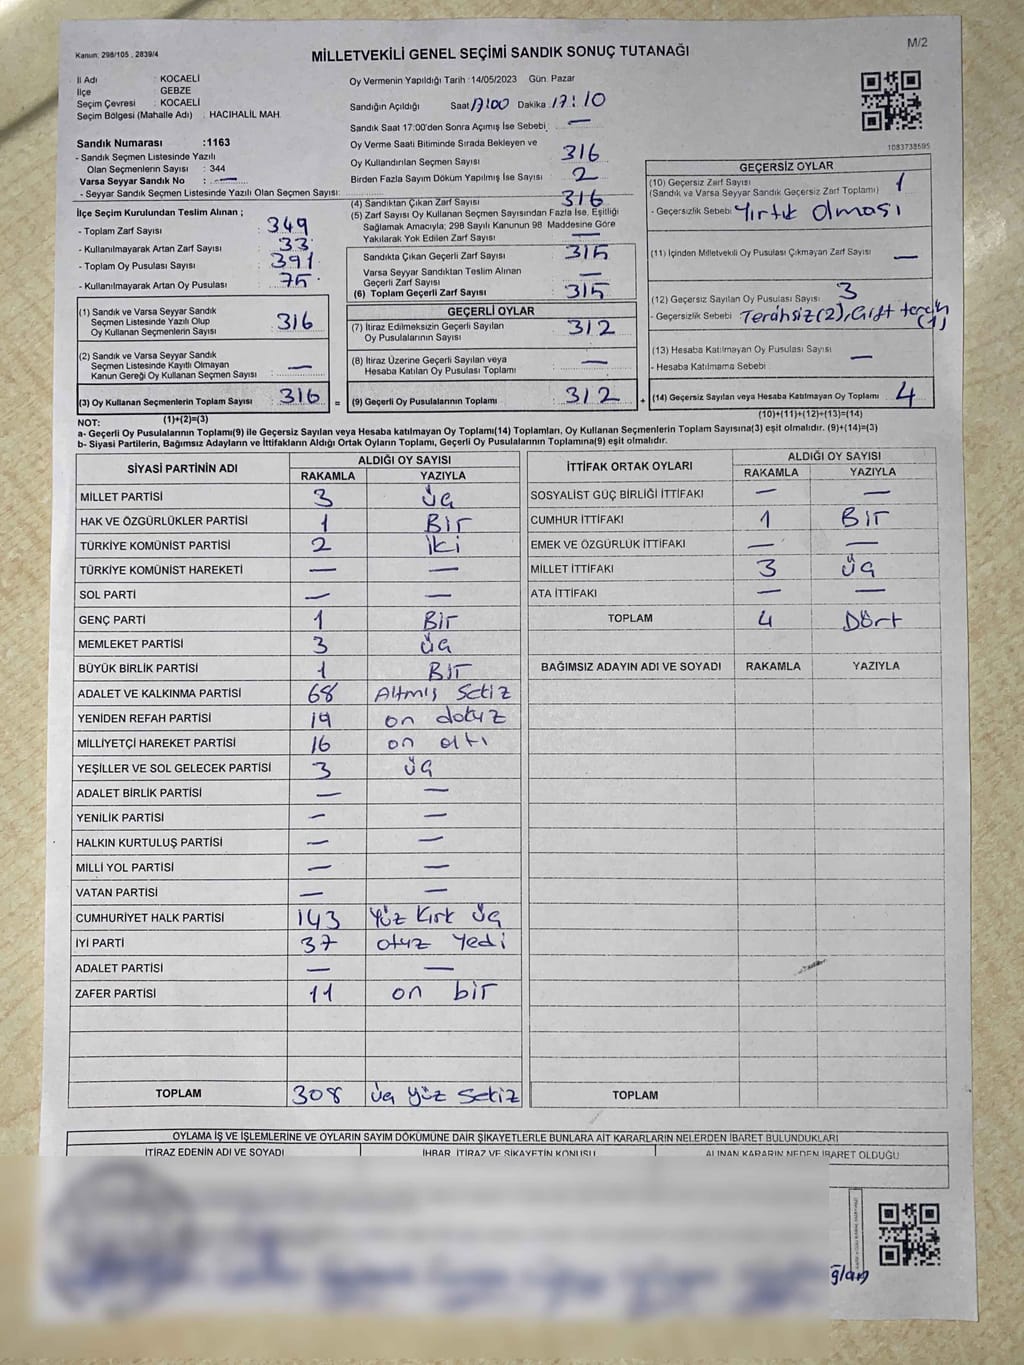 Kanun: 298/105 , 2839/4
MİLLETVEKİLİ GENEL SEÇİMİ SANDIK SONUÇ TUTANAĞI
M/2
İl Adı : KOCAELİ
İlçe : GEBZE
Seçim Çevresi : KOCAELİ
Seçim Bölgesi (Mahalle Adı) : HACIHALİL MAH.
Sandık Numarası :1163
- Sandık Seçmen Listesinde Yazılı
Olan Seçmenlerin Sayısı : 344
Varsa Seyyar Sandık No : —
- Seyyar Sandık Seçmen Listesinde Yazılı Olan Seçmen Sayısı:
Oy Vermenin Yapıldığı Tarih :14/05/2023 Gün: Pazar
Sandığın Açıldığı Saat 17:00 Dakika 17:10
Sandık Saat 17:00'den Sonra Açımış İse Sebebi : —
Oy Verme Saati Bitiminde Sırada Bekleyen ve
Oy Kullandırılan Seçmen Sayısı 316
Birden Fazla Sayım Döküm Yapılmış İse Sayısı 2
1083738595
İlçe Seçim Kurulundan Teslim Alınan ;
- Toplam Zarf Sayısı : 349
- Kullanılmayarak Artan Zarf Sayısı : 33
- Toplam Oy Pusulası Sayısı : 391
- Kullanılmayarak Artan Oy Pusulası : 75
(1) Sandık ve Varsa Seyyar Sandık
Seçmen Listesinde Yazılı Olup
Oy Kullanan Seçmenlerin Sayısı : 316
(2) Sandık ve Varsa Seyyar Sandık
Seçmen Listesinde Kayıtlı Olmayan
Kanun Gereği Oy Kullanan Seçmen Sayısı : —
(3) Oy Kullanan Seçmenlerin Toplam Sayısı : 316 =
(1)+(2)=(3)
(4) Sandıktan Çıkan Zarf Sayısı 316
(5) Zarf Sayısı Oy Kullanan Seçmen Sayısından Fazla İse, Eşitliği
Sağlamak Amacıyla; 298 Sayılı Kanunun 98 Maddesine Göre
Yakılarak Yok Edilen Zarf Sayısı —
Sandıkta Çıkan Geçerli Zarf Sayısı 315
Varsa Seyyar Sandıktan Teslim Alınan
Geçerli Zarf Sayısı —
(6) Toplam Geçerli Zarf Sayısı : 315
GEÇERLİ OYLAR
(7) İtiraz Edilmeksizin Geçerli Sayılan
Oy Pusulalarının Sayısı : 312
(8) İtiraz Üzerine Geçerli Sayılan veya
Hesaba Katılan Oy Pusulası Toplamı : —
(9) Geçerli Oy Pusulalarının Toplamı : 312 +
GEÇERSİZ OYLAR
(10) Geçersiz Zarf Sayısı
(Sandık ve Varsa Seyyar Sandık Geçersiz Zarf Toplamı) 1
- Geçersizlik Sebebi Yırtık olması
(11) İçinden Milletvekili Oy Pusulası Çıkmayan Zarf Sayısı —
(12) Geçersiz Sayılan Oy Pusulası Sayısı : 3
- Geçersizlik Sebebi Tercihsiz(2), Çift tercih (1)
(13) Hesaba Katılmayan Oy Pusulası Sayısı —
- Hesaba Katılmama Sebebi
(14) Geçersiz Sayılan veya Hesaba Katılmayan Oy Toplamı 4
(10)+(11)+(12)+(13)=(14)
NOT:
a- Geçerli Oy Pusulalarının Toplamı(9) ile Geçersiz Sayılan veya Hesaba katılmayan Oy Toplamı(14) Toplamları, Oy Kullanan Seçmenlerin Toplam Sayısına(3) eşit olmalıdır. (9)+(14)=(3)
b- Siyasi Partilerin, Bağımsız Adayların ve İttifakların Aldığı Ortak Oyların Toplamı, Geçerli Oy Pusulalarının Toplamına(9) eşit olmalıdır.
SİYASİ PARTİNİN ADI ALDIĞI OY SAYISI
RAKAMLA YAZIYLA
MİLLET PARTİSİ 3 üç
HAK VE ÖZGÜRLÜKLER PARTİSİ 1 Bir
TÜRKİYE KOMÜNİST PARTİSİ 2 iki
TÜRKİYE KOMÜNİST HAREKETİ — —
SOL PARTİ — —
GENÇ PARTİ 1 Bir
MEMLEKET PARTİSİ 3 üç
BÜYÜK BİRLİK PARTİSİ 1 Bir
ADALET VE KALKINMA PARTİSİ 68 Altmış Sekiz
YENİDEN REFAH PARTİSİ 19 on dokuz
MİLLİYETÇİ HAREKET PARTİSİ 16 on altı
YEŞİLLER VE SOL GELECEK PARTİSİ 3 üç
ADALET BİRLİK PARTİSİ — —
YENİLİK PARTİSİ — —
HALKIN KURTULUŞ PARTİSİ — —
MİLLİ YOL PARTİSİ — —
VATAN PARTİSİ — —
CUMHURİYET HALK PARTİSİ 143 Yüz Kırk üç
İYİ PARTİ 37 otuz Yedi
ADALET PARTİSİ — —
ZAFER PARTİSİ 11 on bir
TOPLAM 308 üç yüz sekiz
İTTİFAK ORTAK OYLARI ALDIĞI OY SAYISI
RAKAMLA YAZIYLA
SOSYALİST GÜÇ BİRLİĞİ İTTİFAKI — —
CUMHUR İTTİFAKI 1 Bir
EMEK VE ÖZGÜRLÜK İTTİFAKI — —
MİLLET İTTİFAKI 3 üç
ATA İTTİFAKI — —
TOPLAM 4 Dört
BAĞIMSIZ ADAYIN ADI VE SOYADI RAKAMLA YAZIYLA
TOPLAM
OYLAMA İŞ VE İŞLEMLERİNE VE OYLARIN SAYIM DÖKÜMÜNE DAİR ŞİKAYETLERLE BUNLARA AİT KARARLARIN NELERDEN İBARET BULUNDUKLARI
İTİRAZ EDENİN ADI VE SOYADI İHBAR, İTİRAZ VE ŞİKAYETİN KONUSU ALINAN KARARIN NEDEN İBARET OLDUĞU
ğlam